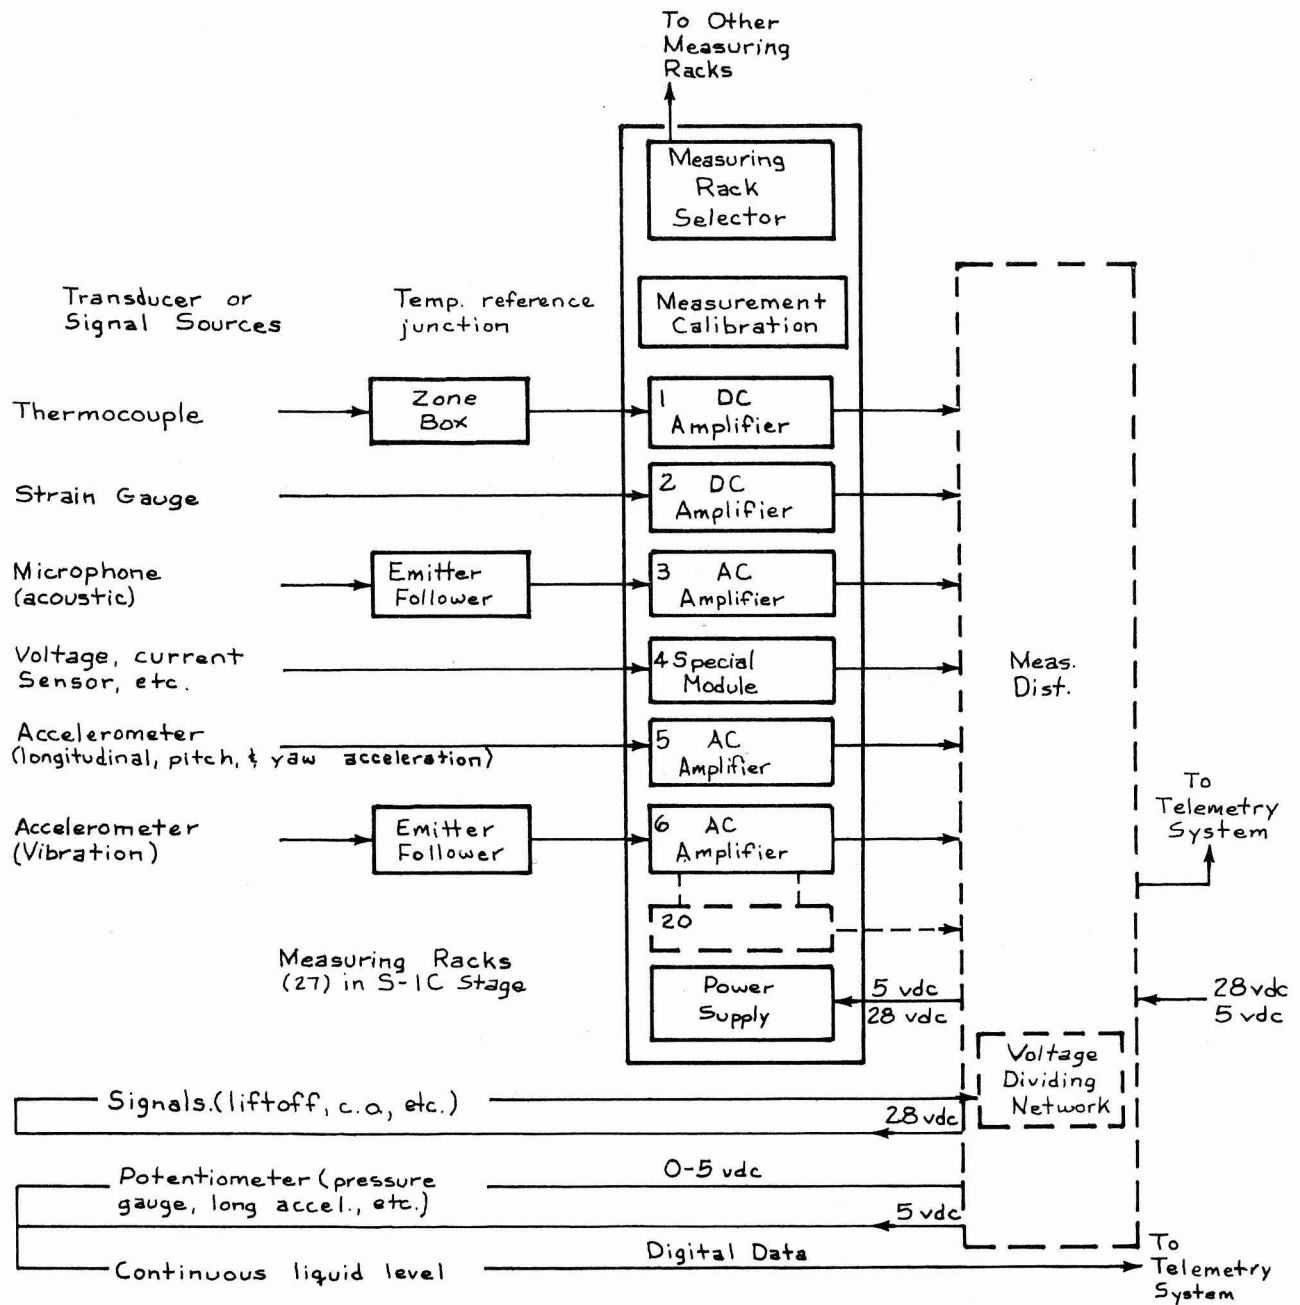 To Other
Measuring
Racks
Measuring
Rack
Selector
Transducer or
Signal Sources
Temp. reference
junction
Measurement
Calibration
Thermocouple
Zone
Box
1 DC
Amplifier
Strain Gauge
2 DC
Amplifier
Microphone
(acoustic)
Emitter
Follower
3 AC
Amplifier
Voltage, current
Sensor, etc.
4 Special
Module
Meas.
Dist.
Accelerometer
(longitudinal, pitch, & yaw acceleration)
5 AC
Amplifier
To
Telemetry
System
Accelerometer
(Vibration)
Emitter
Follower
6 AC
Amplifier
20
Measuring Racks
(27) in S-1C Stage
Power
Supply
5 vdc
28 vdc
28 vdc
5 vdc
Voltage
Dividing
Network
Signals.(liftoff, c.o, etc.)
28 vdc
Potentiometer (pressure
gauge, long accel., etc.)
0-5 vdc
5 vdc
Continuous liquid level
Digital Data
To
Telemetry
System